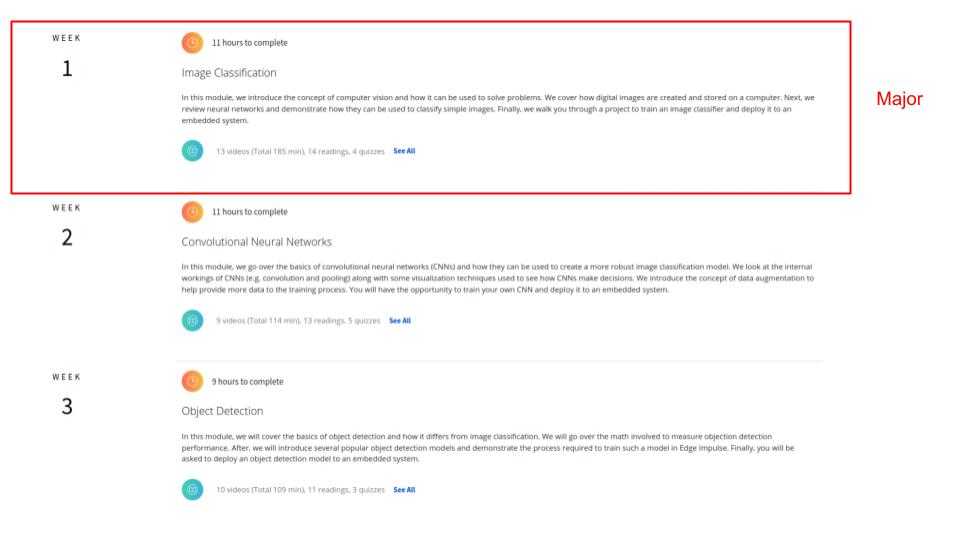 WEEK
1
11 hours to complete
Image Classification
In this module, we introduce the concept of computer vision and how it can be used to solve problems. We cover how digital images are created and stored on a computer. Next, we
review neural networks and demonstrate how they can be used to classify simple images. Finally, we walk you through a project to train an image classifier and deploy it to an
embedded system.
13 videos (Total 185 min), 14 readings, 4 quizzes See All
Major
WEEK
2
11 hours to complete
Convolutional Neural Networks
In this module, we go over the basics of convolutional neural networks (CNNs) and how they can be used to create a more robust image classification model. We look at the internal
workings of CNNs (e.g. convolution and pooling) along with some visualization techniques used to see how CNNs make decisions. We introduce the concept of data augmentation to
help provide more data to the training process. You will have the opportunity to train your own CNN and deploy it to an embedded system.
9 videos (Total 114 min), 13 readings, 5 quizzes See All
WEEK
3
9 hours to complete
Object Detection
In this module, we will cover the basics of object detection and how it differs from image classification. We will go over the math involved to measure objection detection
performance. After, we will introduce several popular object detection models and demonstrate the process required to train such a model in Edge Impulse. Finally, you will be
asked to deploy an object detection model to an embedded system.
10 videos (Total 109 min), 11 readings, 3 quizzes See All